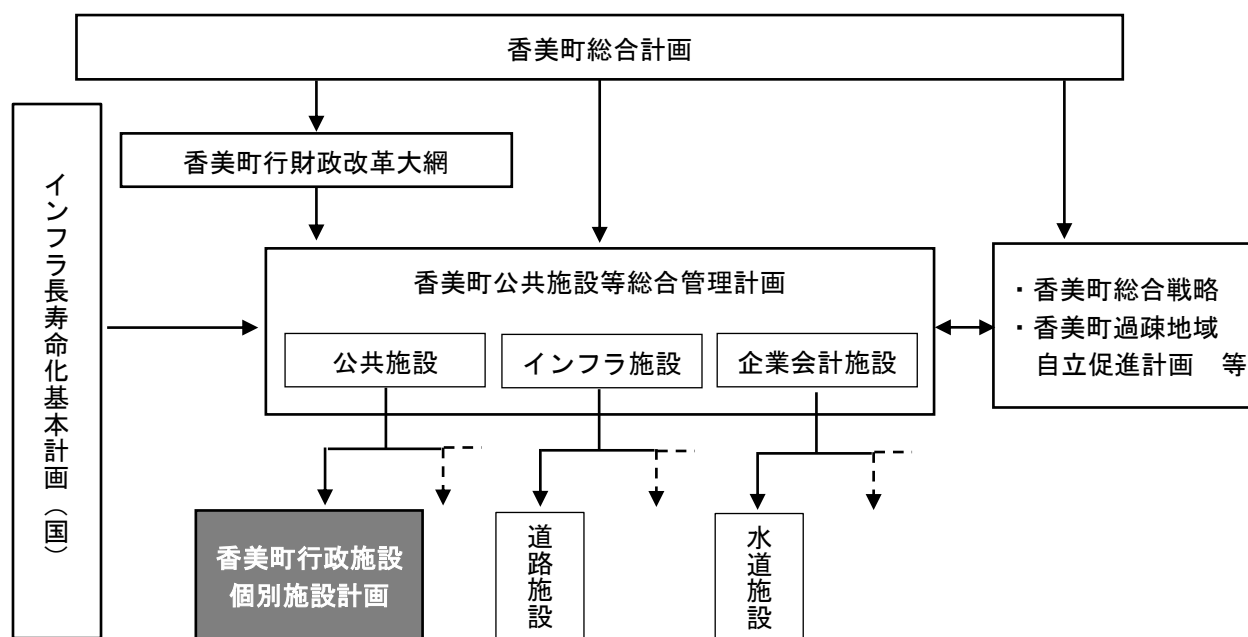 香美町総合計画
香美町行財政改革大綱
インフラ長寿命化基本計画（国）
香美町公共施設等総合管理計画
公共施設
インフラ施設
企業会計施設
・香美町総合戦略
・香美町過疎地域
自立促進計画　等
香美町行政施設
個別施設計画
道路施設
水道施設